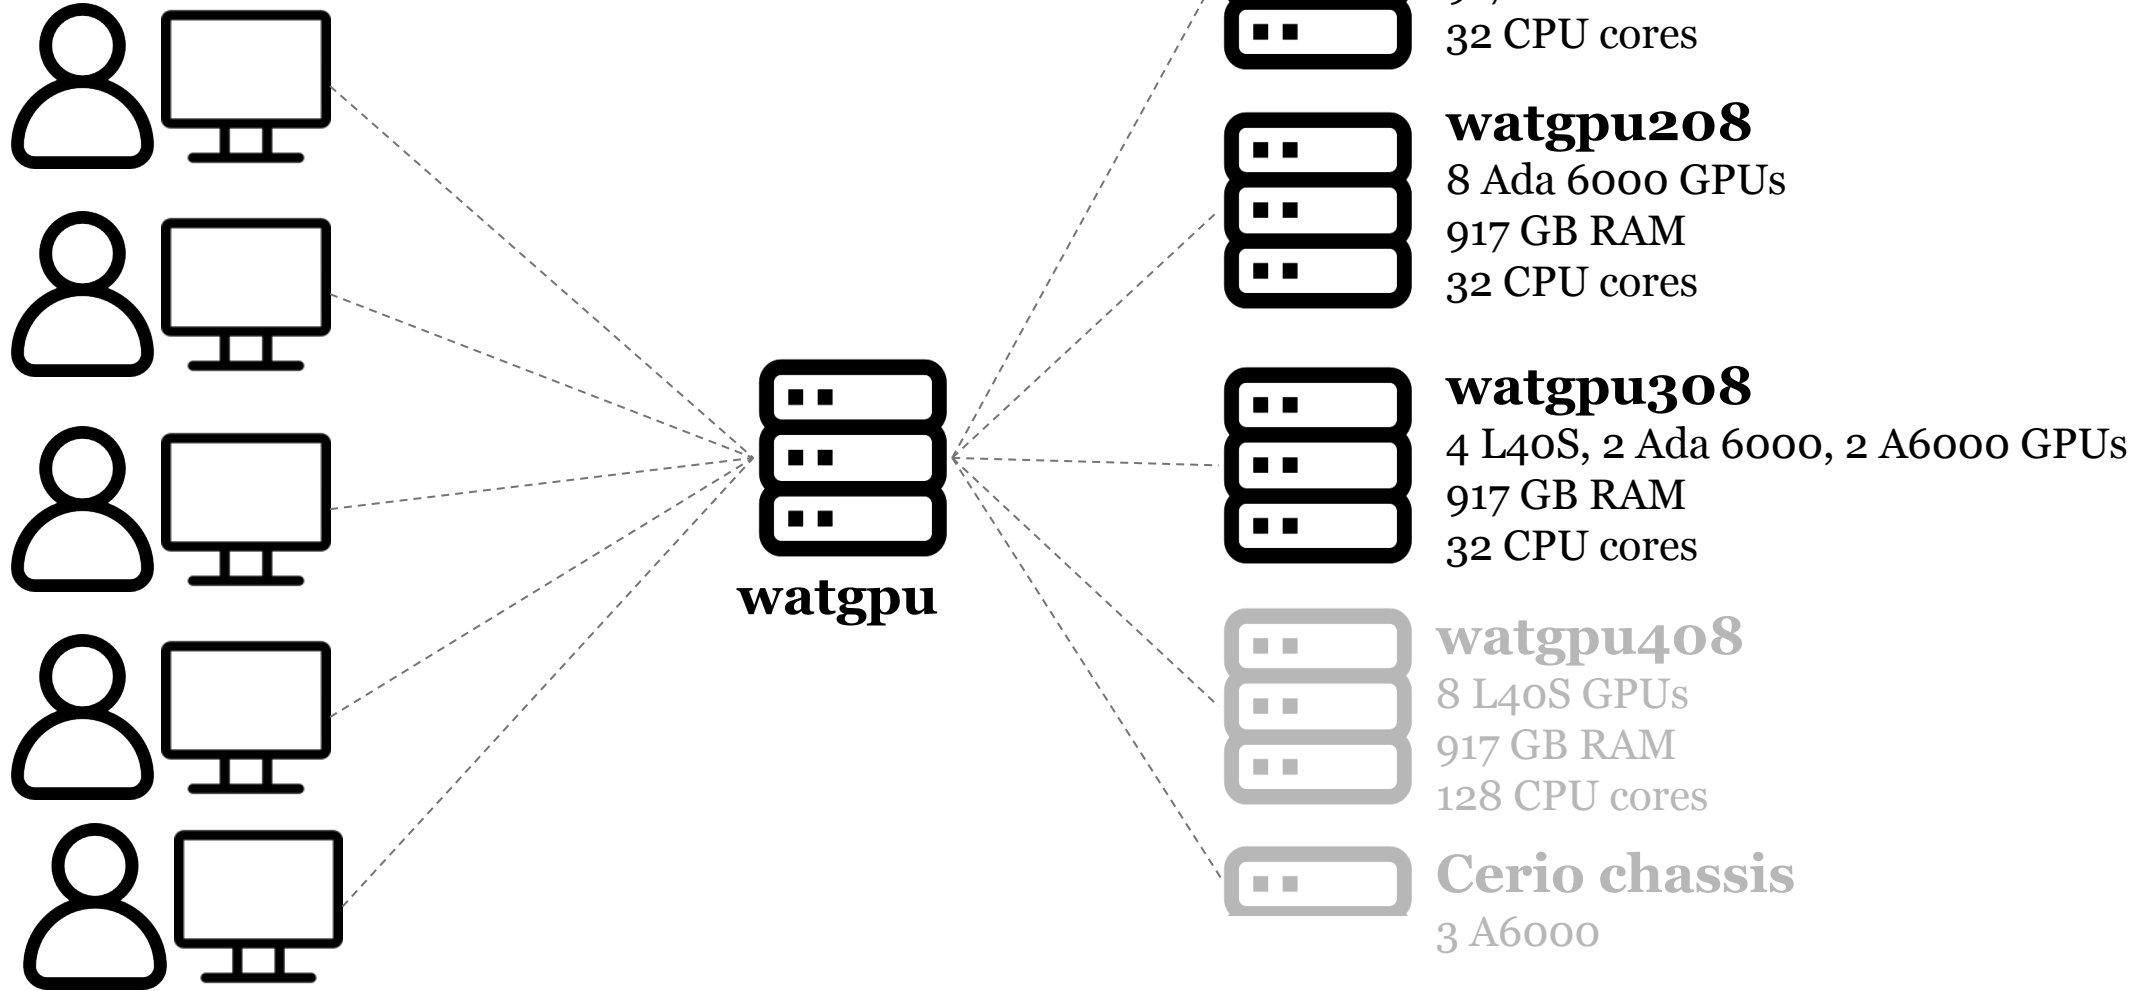 32 CPU cores
watgpu208
8 Ada 6000 GPUs
917 GB RAM
32 CPU cores
watgpu308
4 L40S, 2 Ada 6000, 2 A6000 GPUs
917 GB RAM
32 CPU cores
watgpu
watgpu408
8 L40S GPUs
917 GB RAM
128 CPU cores
Cerio chassis
3 A6000